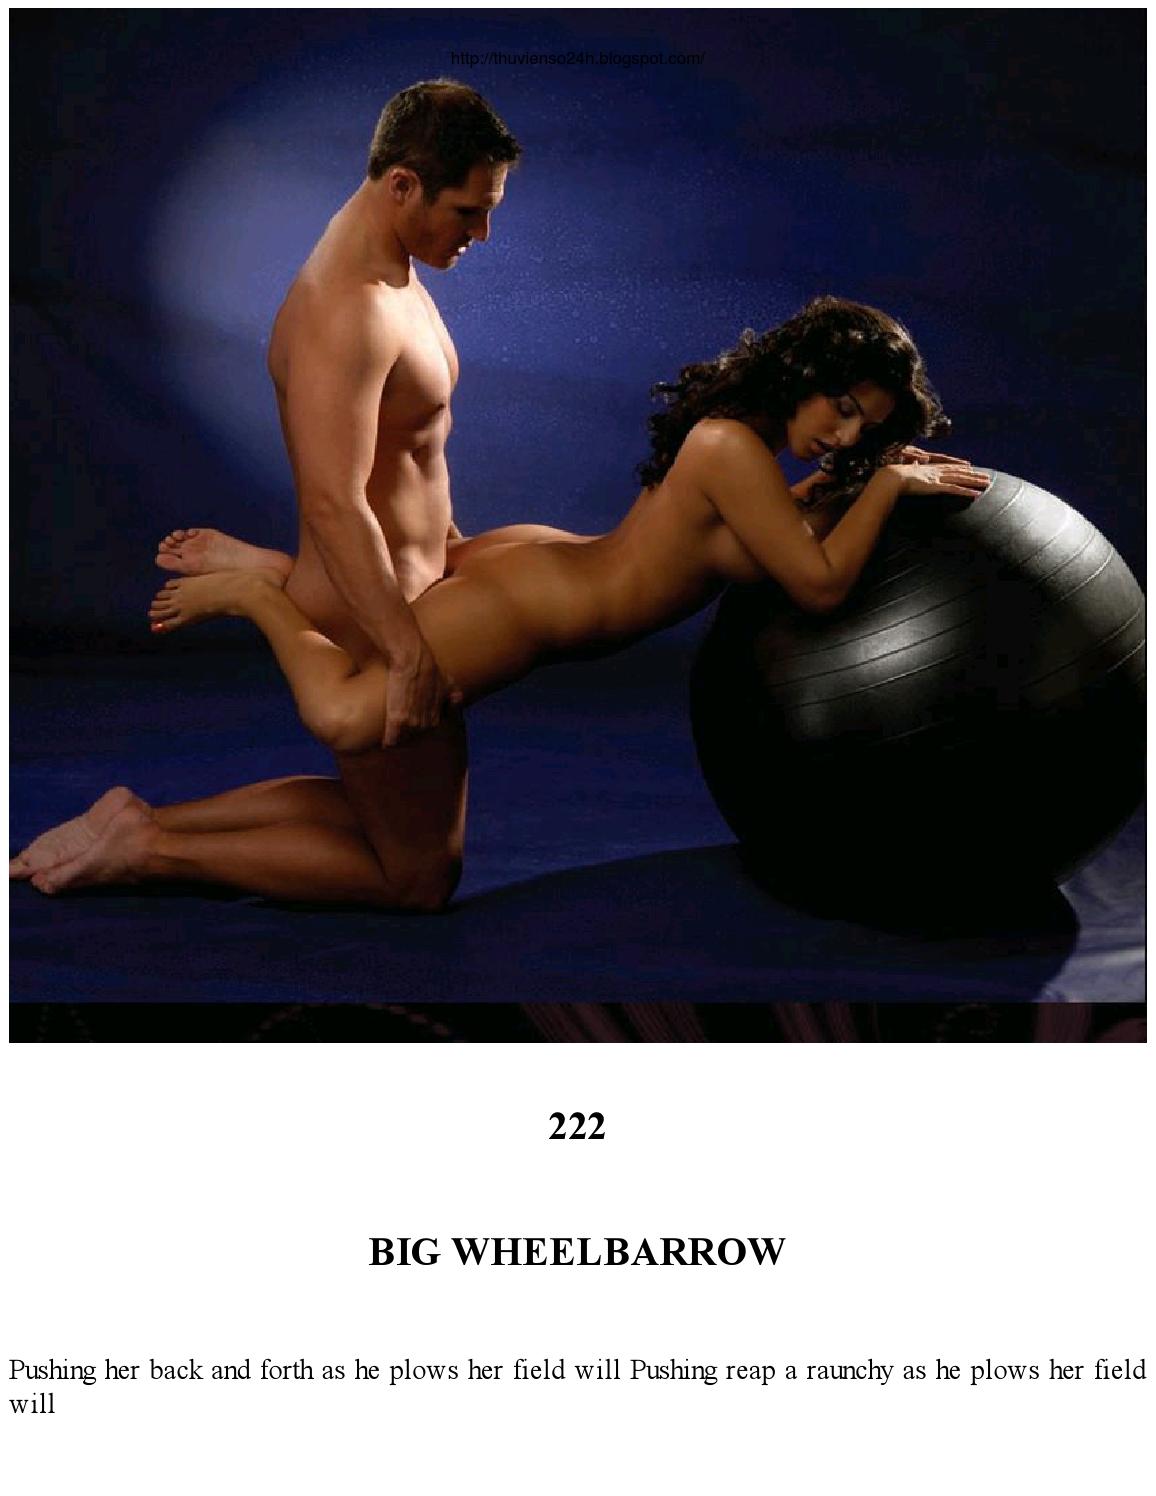 http://thuvienso24h.blogspot.com/
222
BIG WHEELBARROW
Pushing her back and forth as he plows her field will Pushing reap a raunchy as he plows her field
will